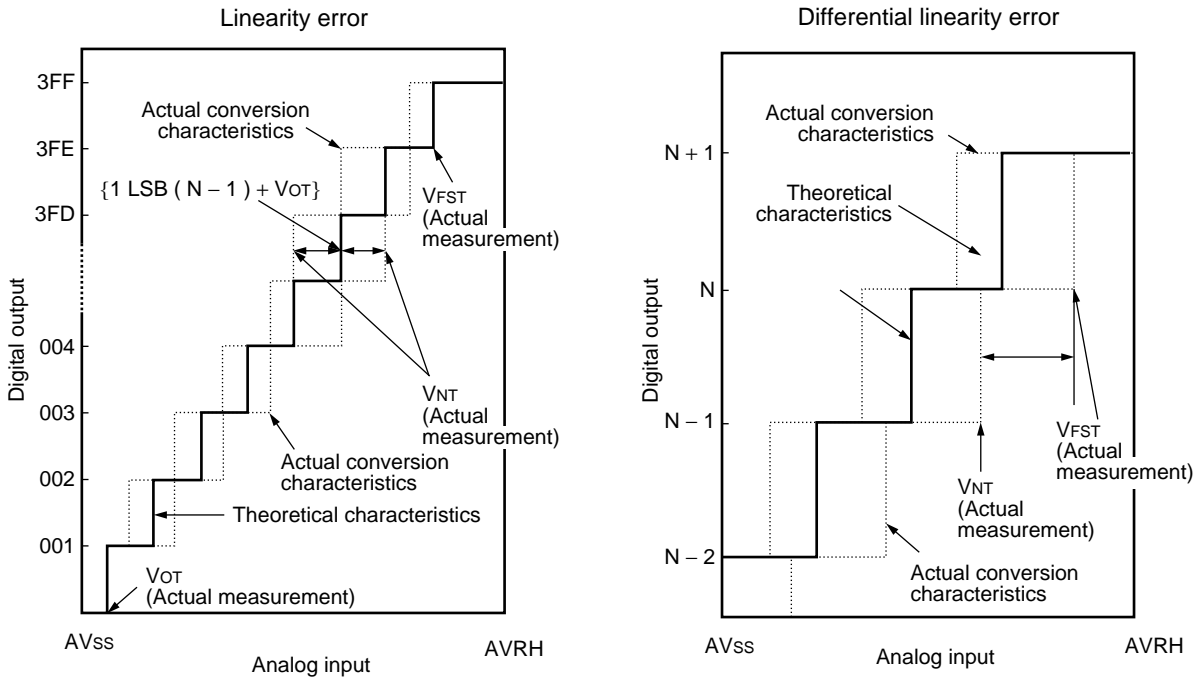 Linearity error
3FF
3FE
3FD
004
003
002
001
Digital output
Actual conversion
characteristics
{1 LSB ( N – 1 ) + VOT}
VFST
(Actual
measurement)
VNT
(Actual
measurement)
Actual conversion
characteristics
Theoretical characteristics
VOT
(Actual measurement)
AVSS
Analog input
AVRH
Differential linearity error
N + 1
N
N – 1
N – 2
Digital output
Actual conversion
characteristics
Theoretical
characteristics
VFST
(Actual
measurement)
VNT
(Actual
measurement)
Actual conversion
characteristics
AVSS
Analog input
AVRH